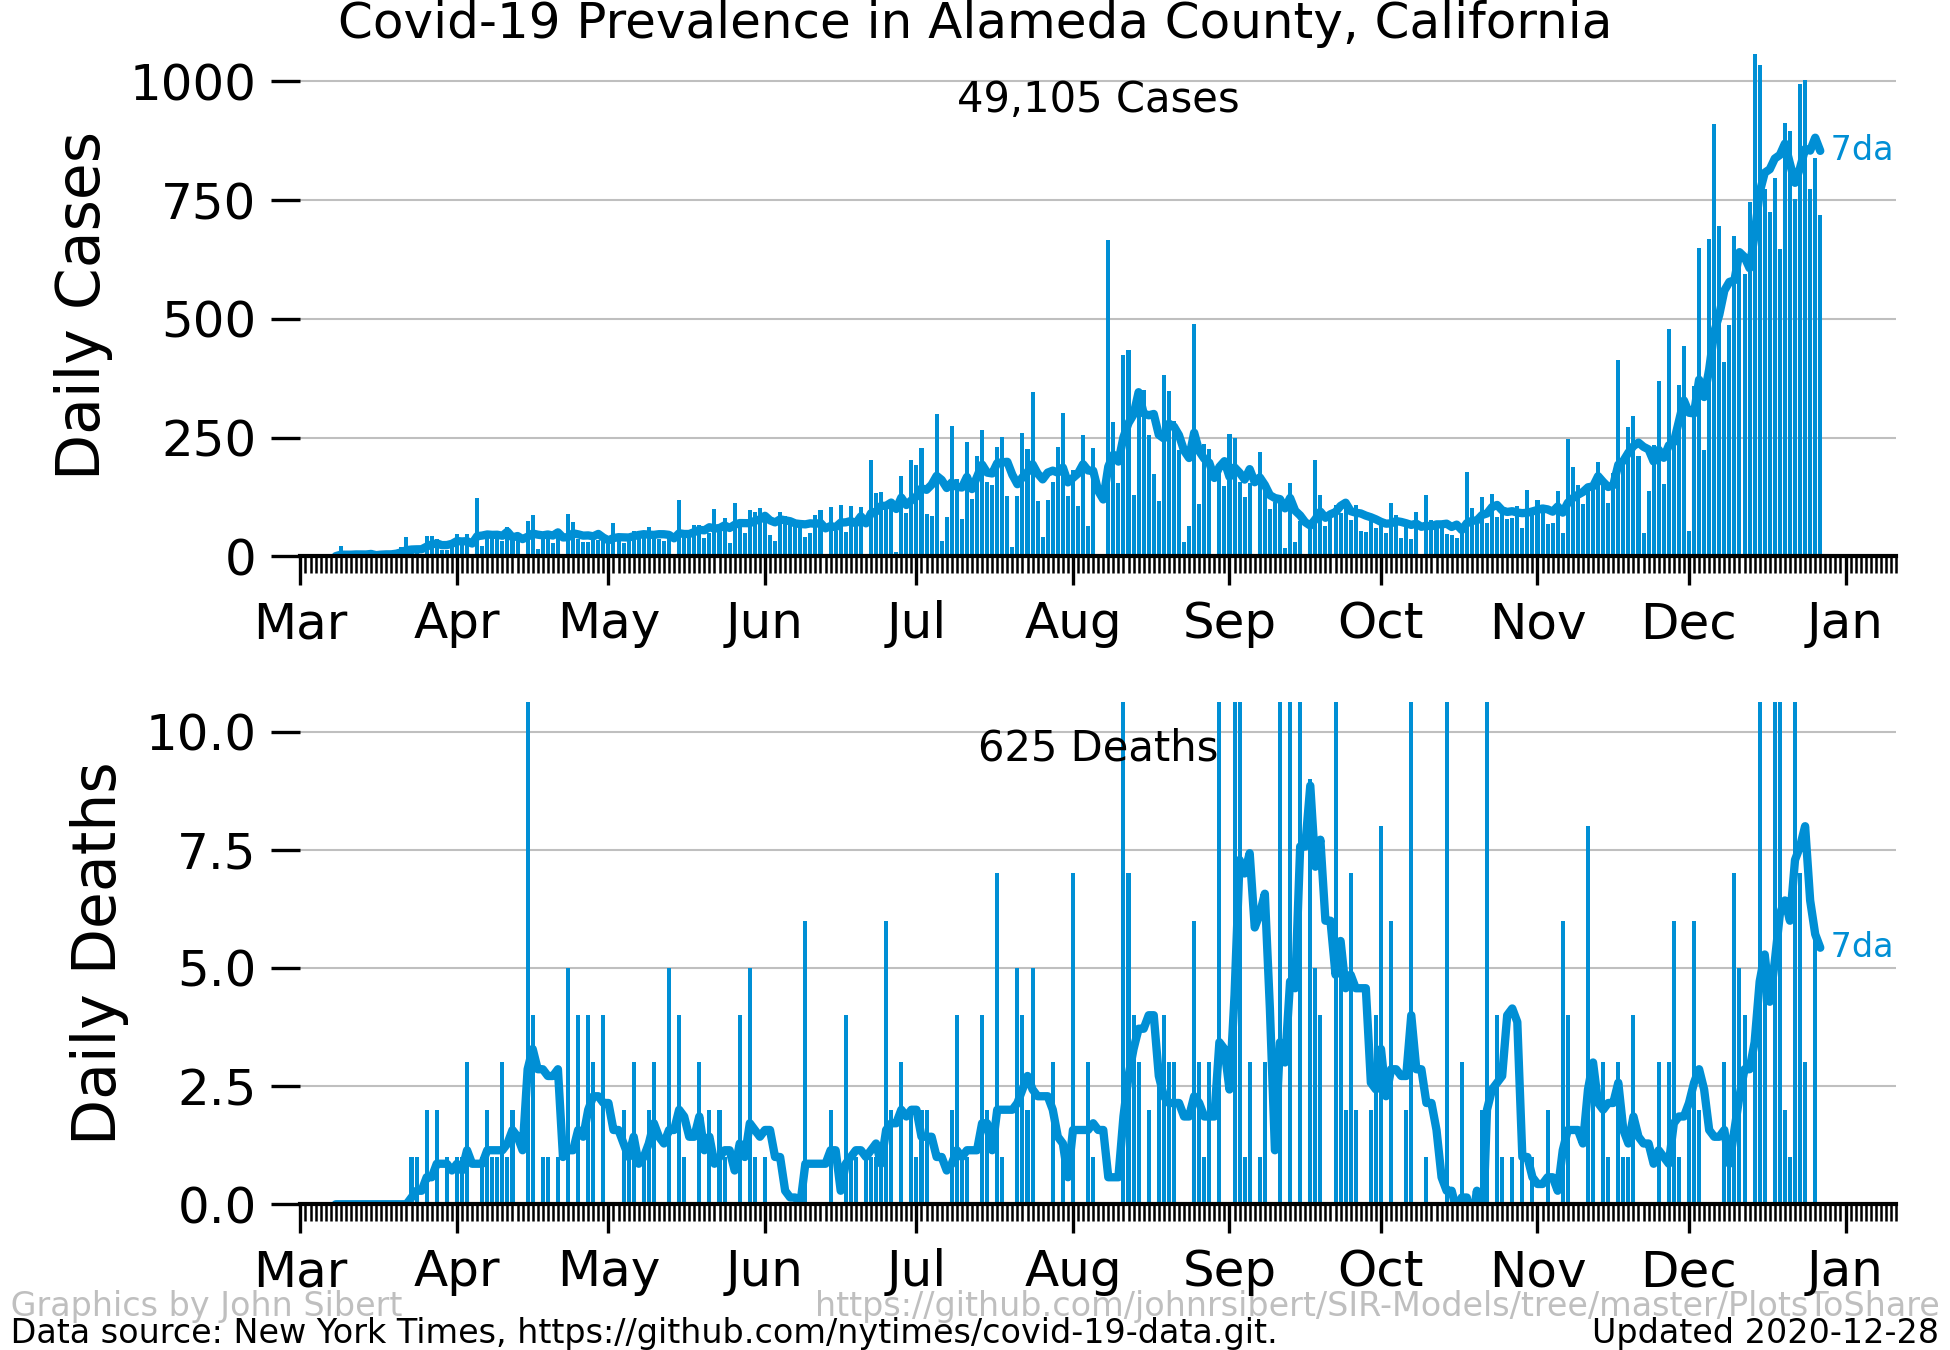 Covid-19 Prevalence in Alameda County, California
49,105 Cases
Daily Cases
1000
750
500
250
0
7da
Mar Apr May Jun Jul Aug Sep Oct Nov Dec Jan
625 Deaths
Daily Deaths
10.0
7.5
5.0
2.5
0.0
7da
Mar Apr May Jun Jul Aug Sep Oct Nov Dec Jan
Graphics by John Sibert https://github.com/johnrsibert/SIR-Models/tree/master/PlotsToShare
Data source: New York Times, https://github.com/nytimes/covid-19-data.git. Updated 2020-12-28